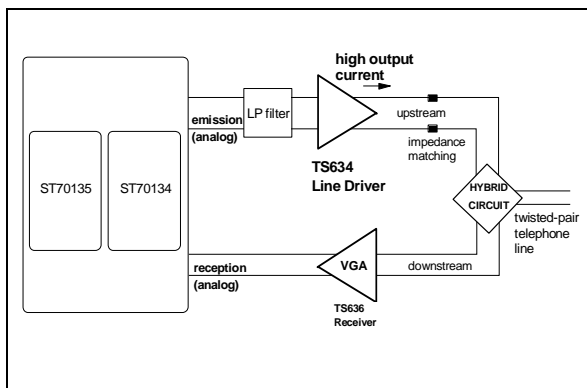 high output
current
LP filter
emission
(analog)
upstream
impedance
matching
TS634
Line Driver
ST70135
ST70134
HYBRID
CIRCUIT
twisted-pair
telephone
line
VGA
reception
(analog)
downstream
TS636
Receiver